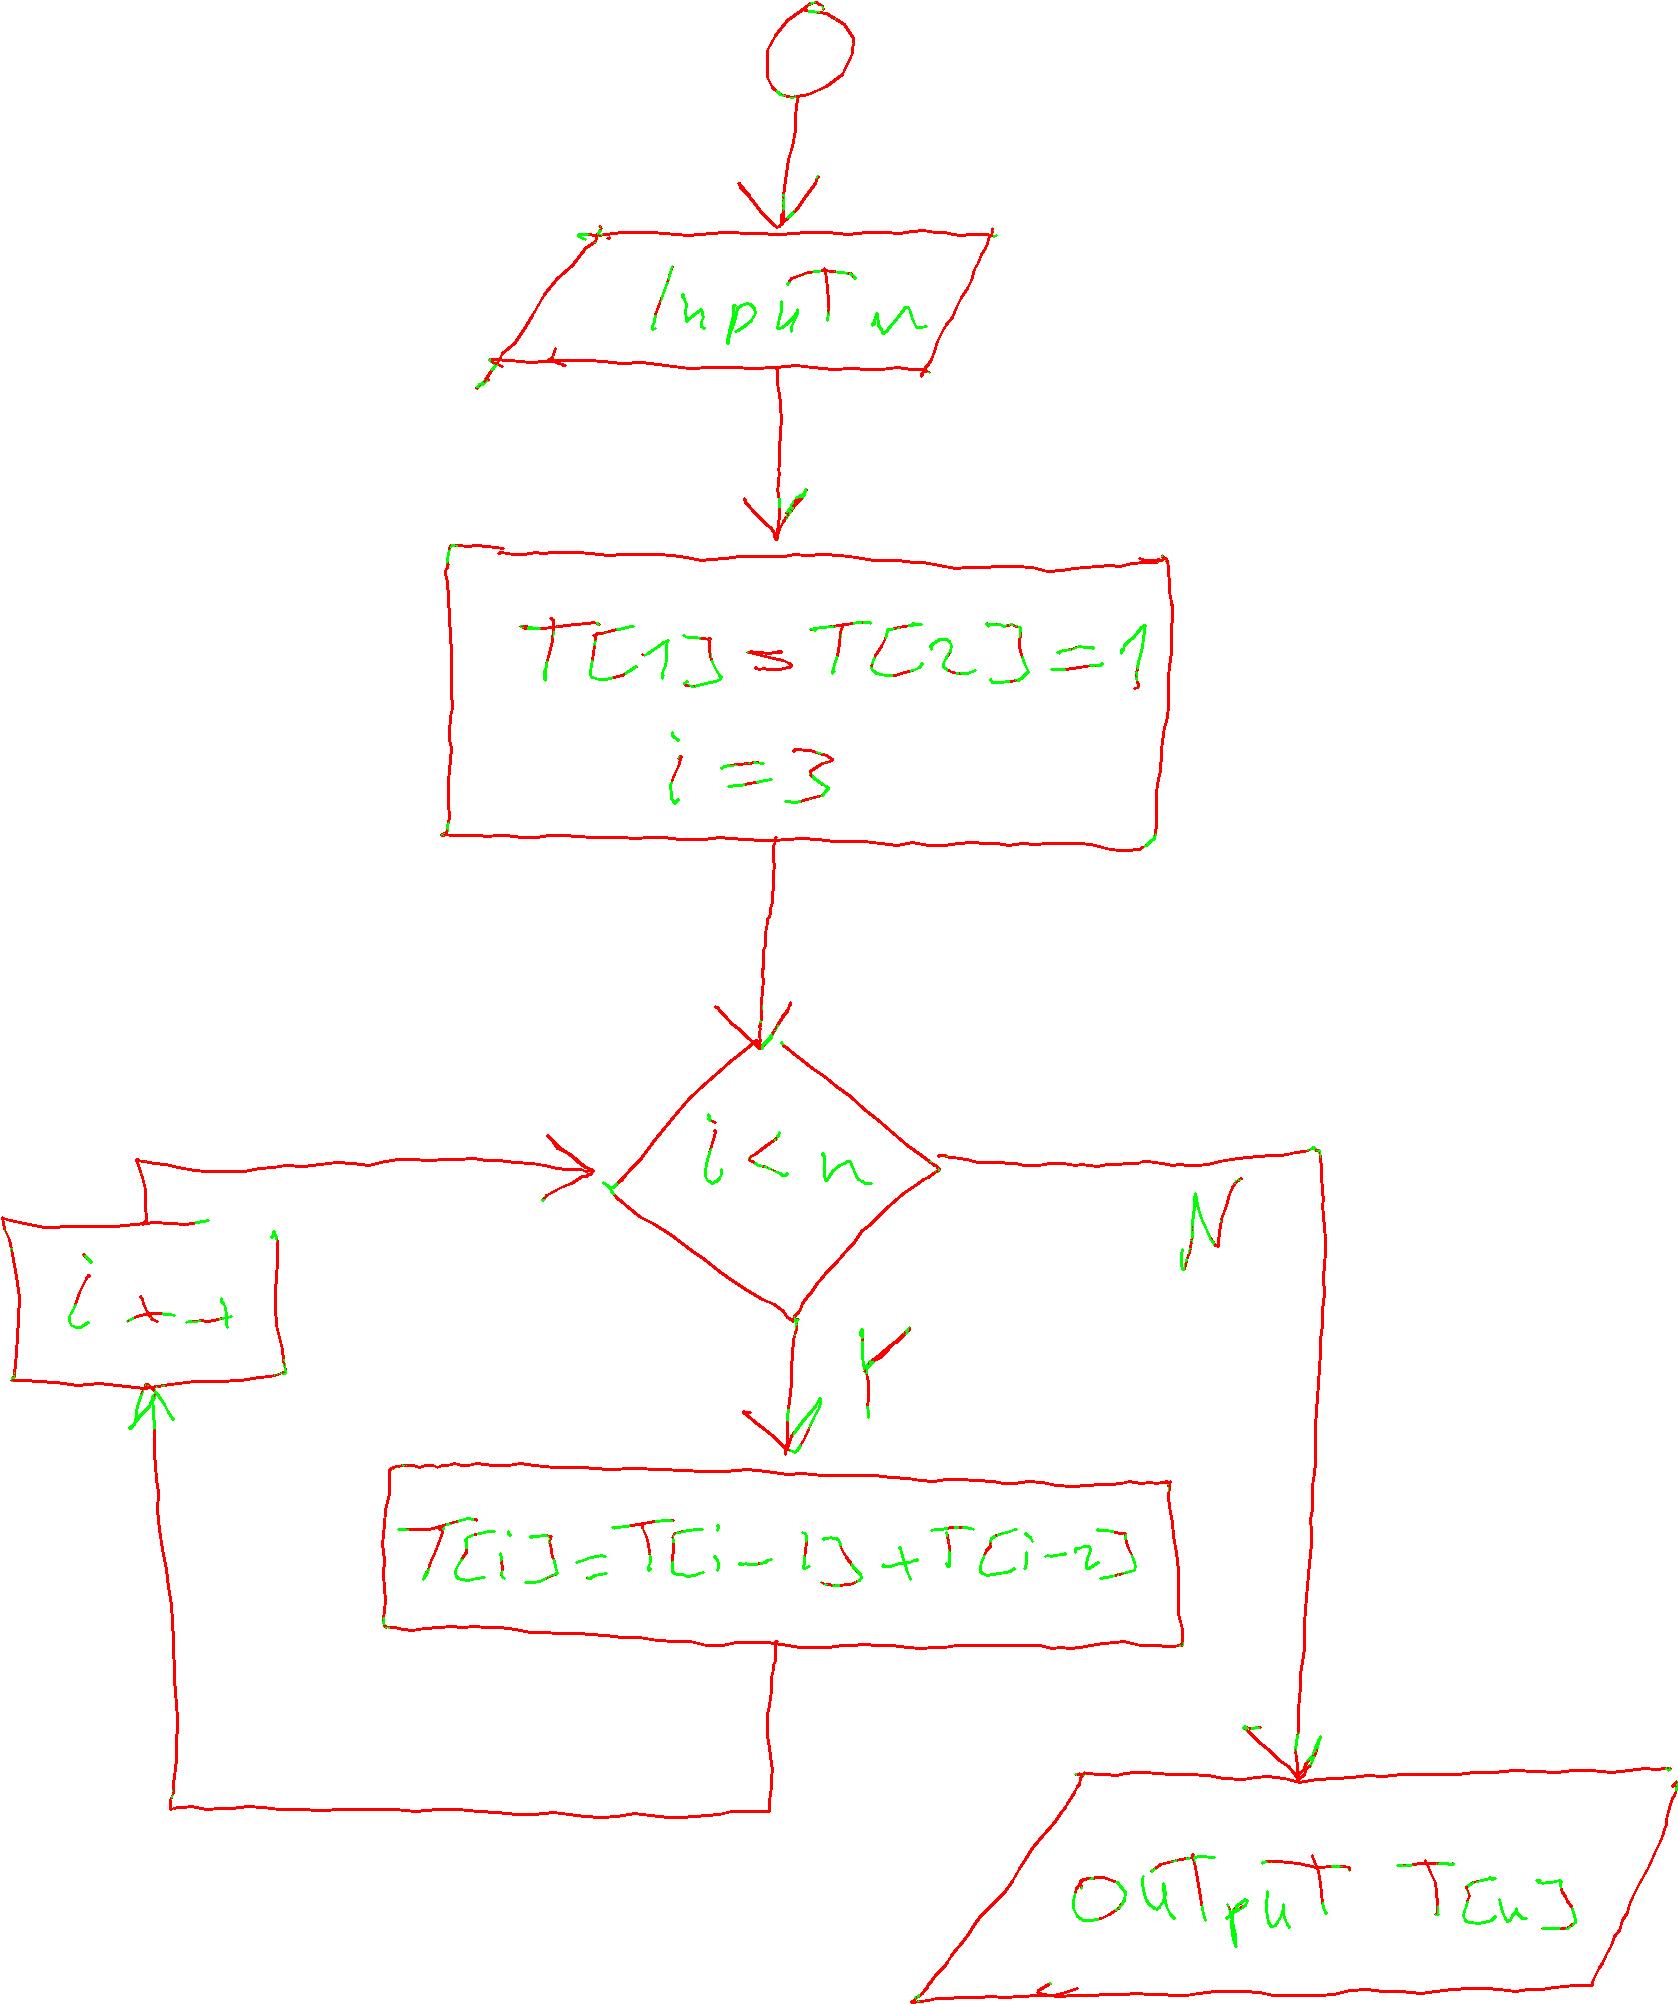 Input n
T[1] = T[2] = 1
i = 3
i < n
N
i ++
Y
T[i] = T[i-1] + T[i-2]
Output T[n]